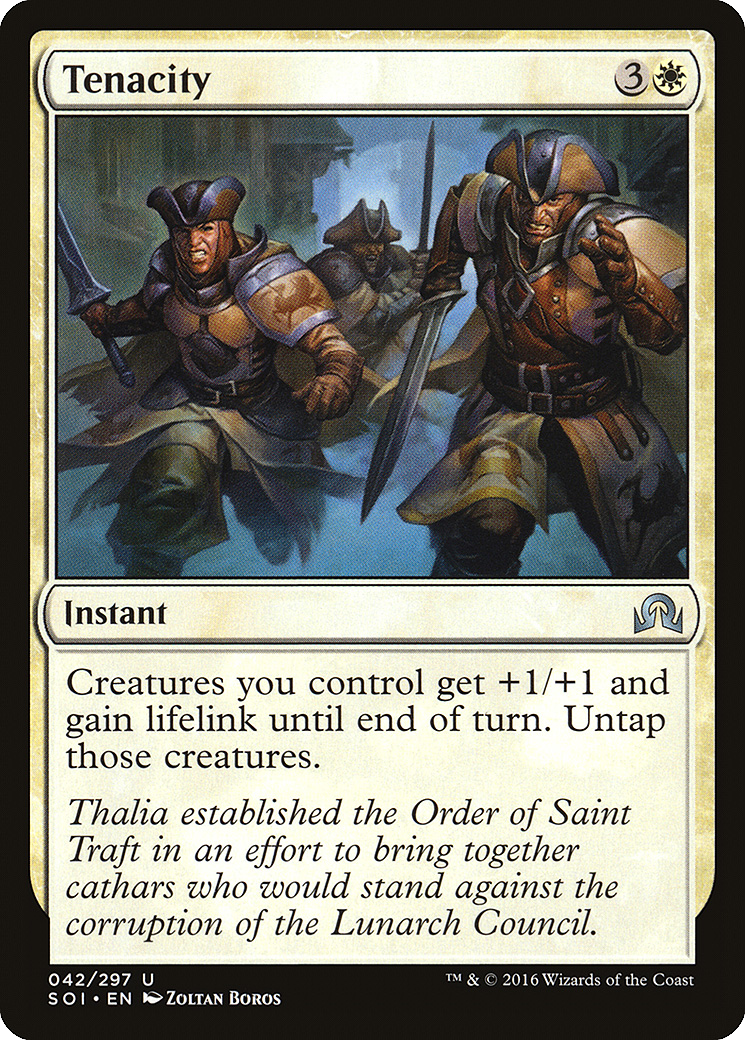 Tenacity 3
Instant
Creatures you control get +1/+1 and
gain lifelink until end of turn. Untap
those creatures.
Thalia established the Order of Saint
Traft in an effort to bring together
cathars who would stand against the
corruption of the Lunarch Council.
042/297 U
SOI • EN Zoltan Boros
™ & © 2016 Wizards of the Coast